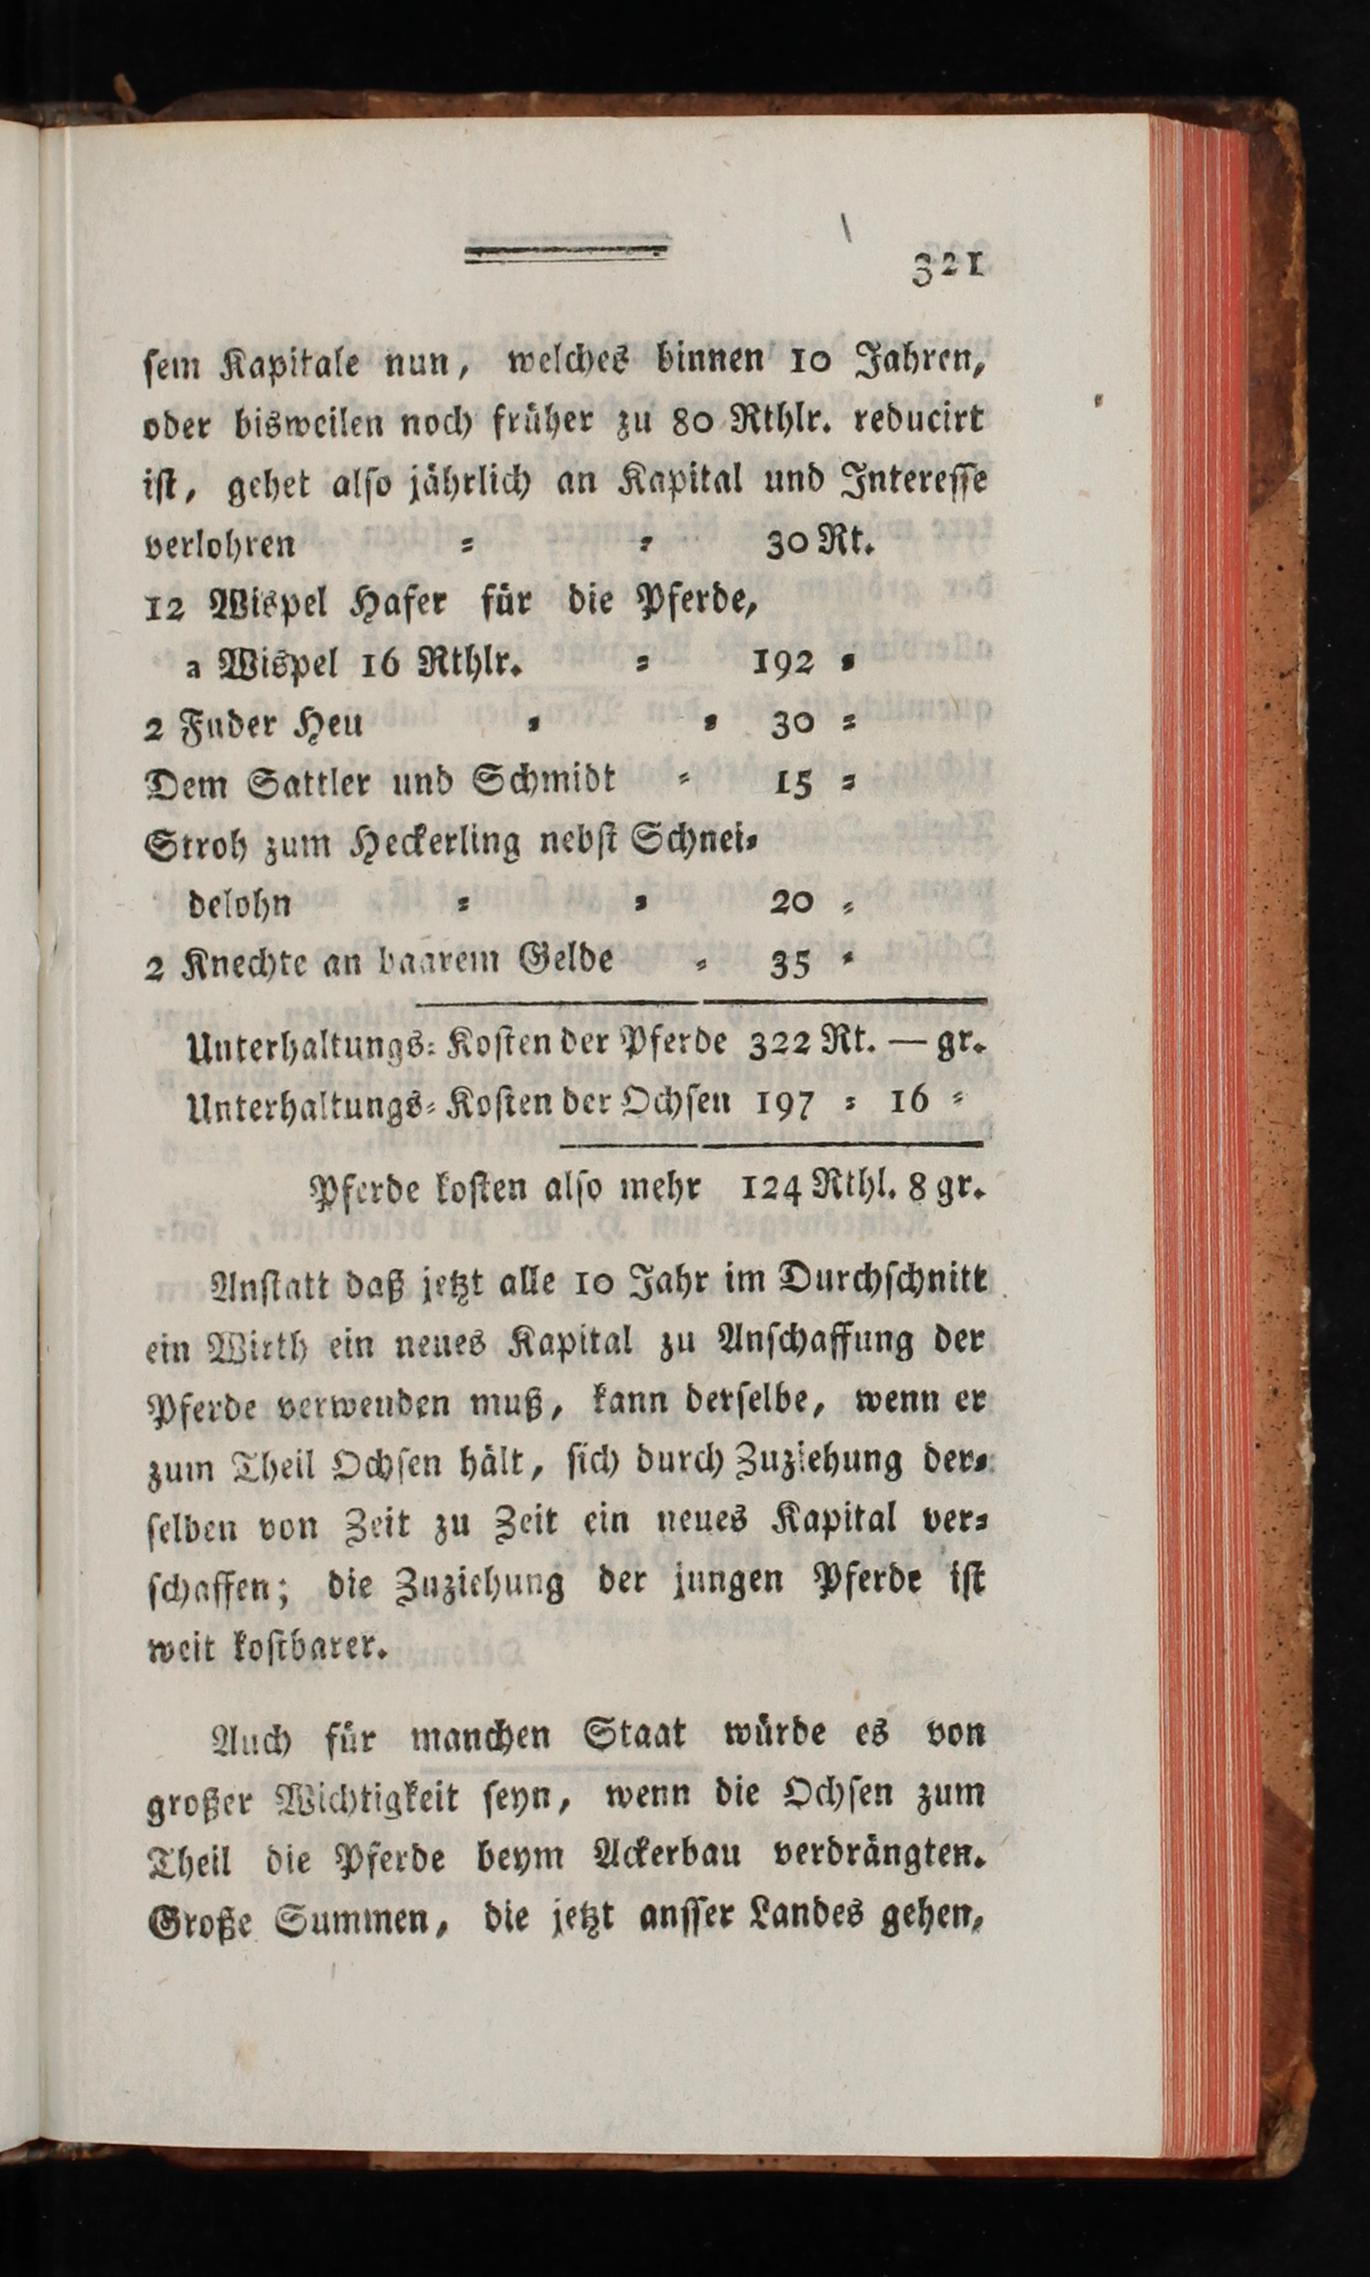 321
ſem Kapitale nun, welches binnen 10 Jahren,
oder bisweilen noch früher zu 80 Rthlr. reducirt
iſt, gehet alſo jährlich an Kapital und Intereſſe
verlohren = = 30 Rt.
12 Wispel Hafer für die Pferde,
a Wispel 16 Rthlr. = 192 =
2 Fuder Heu = = 30 =
Dem Sattler und Schmidt = 15 =
Stroh zum Heckerling nebſt Schnei=
delohn = = 20 =
2 Knechte an baarem Gelde = 35 =
Unterhaltungs=Koſten der Pferde 322 Rt. — gr.
Unterhaltungs=Koſten der Ochſen 197 = 16 =
Pferde koſten alſo mehr 124 Rthl. 8 gr.
Anſtatt daß jetzt alle 10 Jahr im Durchſchnitt
ein Wirth ein neues Kapital zu Anſchaffung der
Pferde verwenden muß, kann derſelbe, wenn er
zum Theil Ochſen hält, ſich durch Zuziehung der=
ſelben von Zeit zu Zeit ein neues Kapital ver=
ſchaffen; die Zuziehung der jungen Pferde iſt
weit koſtbarer.
Auch für manchen Staat würde es von
großer Wichtigkeit ſeyn, wenn die Ochſen zum
Theil die Pferde beym Ackerbau verdrängten.
Große Summen, die jetzt anſſer Landes gehen,